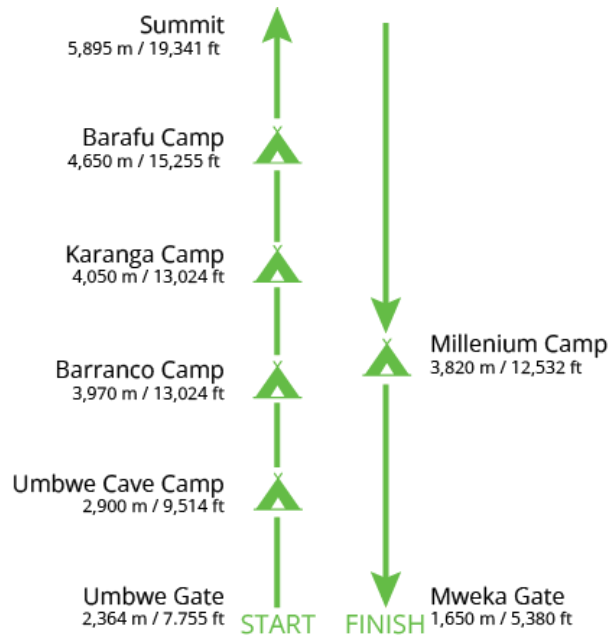 Summit
5,895 m / 19,341 ft
Barafu Camp
4,650 m / 15,255 ft
Karanga Camp
4,050 m / 13,024 ft
Barranco Camp
3,970 m / 13,024 ft
Umbwe Cave Camp
2,900 m / 9,514 ft
Umbwe Gate
2,364 m / 7.755 ft
START
FINISH
Millenium Camp
3,820 m / 12,532 ft
Mweka Gate
1,650 m / 5,380 ft